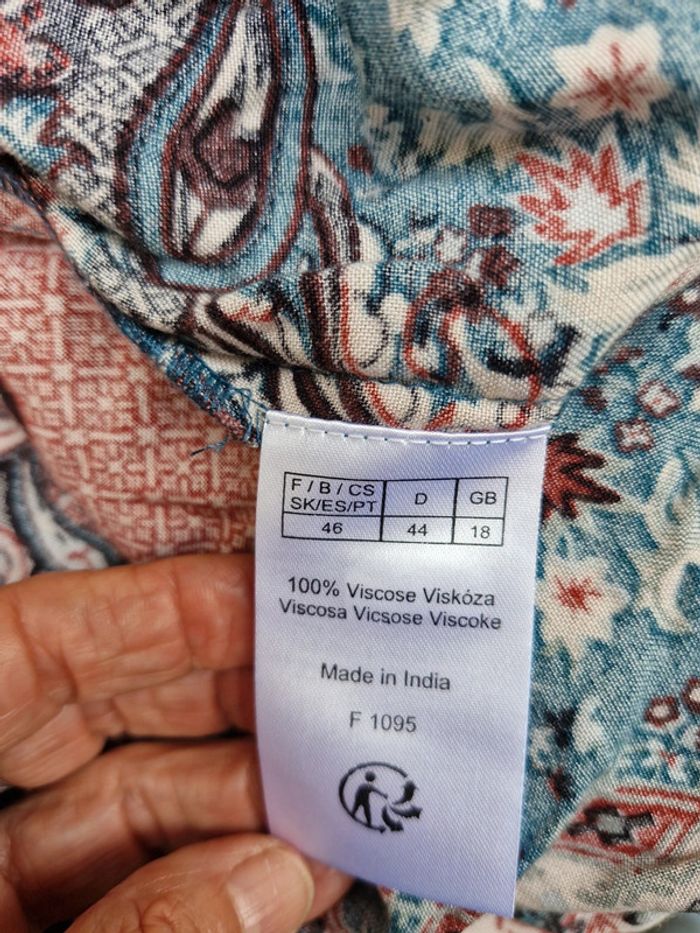 F / B / CS D GB
SK/ES/PT
46 44 18
100% Viscose Viskóza
Viscosa Vicsose Viscoke
Made in India
F 1095